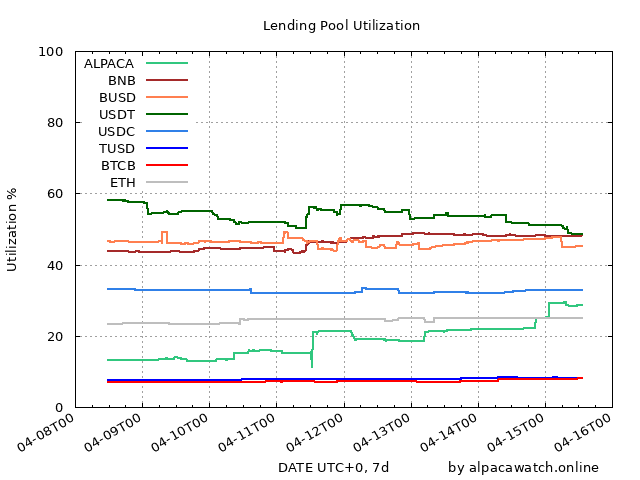 Lending Pool Utilization
100
80
60
40
20
0
Utilization %
ALPACA
BNB
BUSD
USDT
USDC
TUSD
BTCB
ETH
04-08T00
04-09T00
04-10T00
04-11T00
04-12T00
04-13T00
04-14T00
04-15T00
04-16T00
DATE UTC+0, 7d
by alpacawatch.online